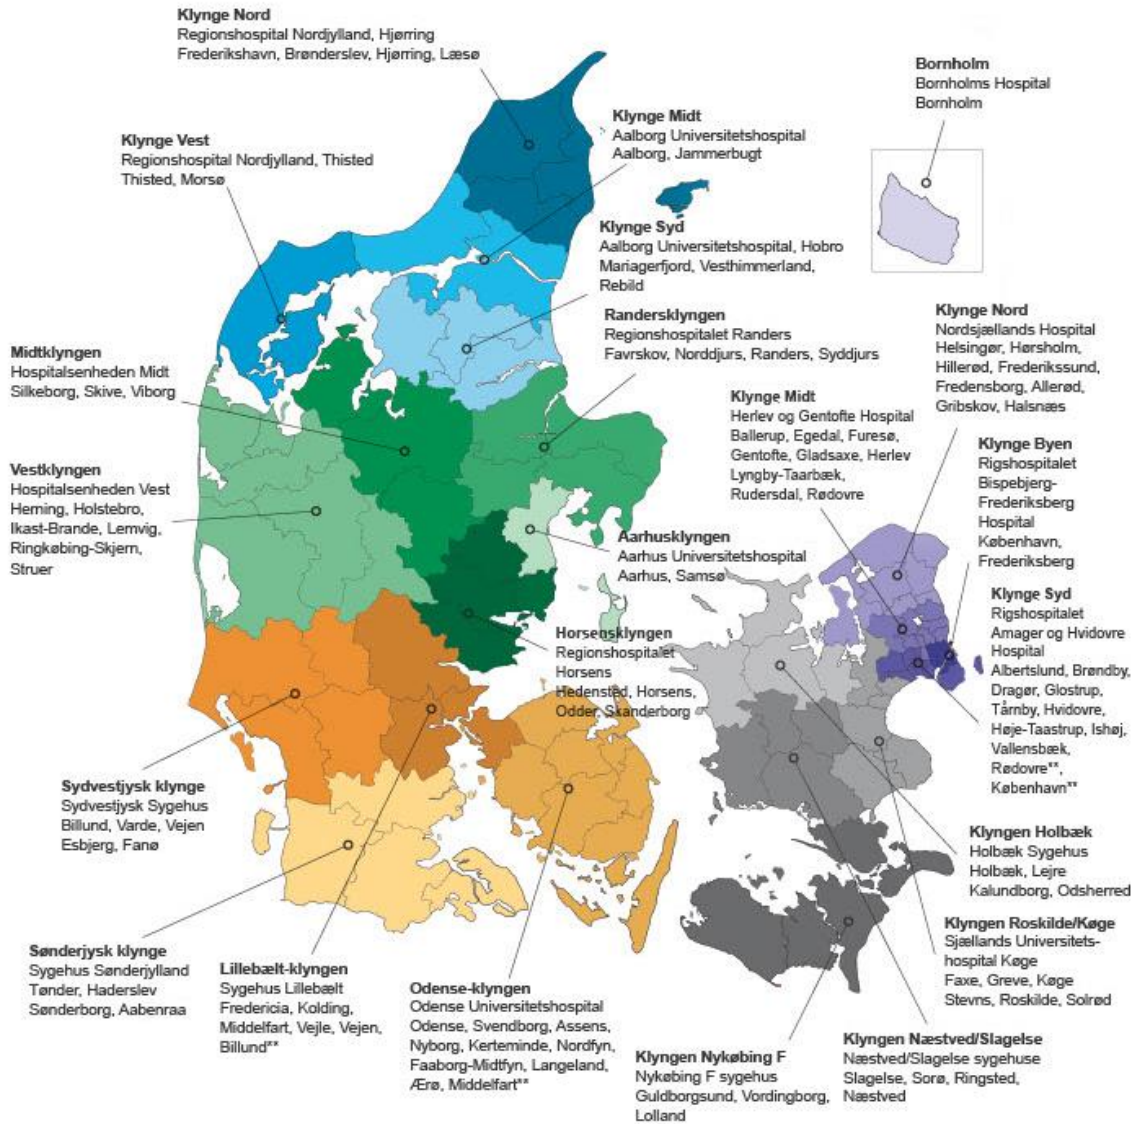 Klynge Nord
Regionshospital Nordjylland, Hjørring
Frederikshavn, Brønderslev, Hjørring, Læsø
Bornholm
Bornholms Hospital
Bornholm
Klynge Midt
Aalborg Universitetshospital
Aalborg, Jammerbugt
Klynge Vest
Regionshospital Nordjylland, Thisted
Thisted, Morsø
Klynge Syd
Aalborg Universitetshospital, Hobro
Mariagerfjord, Vesthimmerland,
Rebild
Randersklyngen
Regionshospitalet Randers
Favrskov, Norddjurs, Randers, Syddjurs
Klynge Nord
Nordsjællands Hospital
Helsingør, Hørsholm,
Hillerød, Frederikssund,
Fredensborg, Allerød,
Gribskov, Halsnæs
Midtklyngen
Hospitalsenheden Midt
Silkeborg, Skive, Viborg
Klynge Midt
Herlev og Gentofte Hospital
Ballerup, Egedal, Furesø,
Gentofte, Gladsaxe, Herlev
Lyngby-Taarbæk,
Rudersdal, Rødovre
Klynge Byen
Rigshospitalet
Bispebjerg-
Frederiksberg
Hospital
København,
Frederiksberg
Vestklyngen
Hospitalsenheden Vest
Herning, Holstebro,
Ikast-Brande, Lemvig,
Ringkøbing-Skjern,
Struer
Aarhusklyngen
Aarhus Universitetshospital
Aarhus, Samsø
Klynge Syd
Rigshospitalet
Amager og Hvidovre
Hospital
Albertslund, Brøndby,
Dragør, Glostrup,
Tårnby, Hvidovre,
Høje-Taastrup, Ishøj,
Vallensbæk,
Rødovre**,
København**
Horsensklyngen
Regionshospitalet
Horsens
Hedensted, Horsens,
Odder, Skanderborg
Sydvestjysk klynge
Sydvestjysk Sygehus
Billund, Varde, Vejen
Esbjerg, Fanø
Klyngen Holbæk
Holbæk Sygehus
Holbæk, Lejre
Kalundborg, Odsherred
Klyngen Roskilde/Køge
Sjællands Universitets-
hospital Køge
Faxe, Greve, Køge
Stevns, Roskilde, Solrød
Sønderjysk klynge
Sygehus Sønderjylland
Tønder, Haderslev
Sønderborg, Aabenraa
Lillebælt-klyngen
Sygehus Lillebælt
Fredericia, Kolding,
Middelfart, Vejle, Vejen,
Billund**
Odense-klyngen
Odense Universitetshospital
Odense, Svendborg, Assens,
Nyborg, Kerteminde, Nordfyn,
Faaborg-Midtfyn, Langeland,
Ærø, Middelfart**
Klyngen Nykøbing F
Nykøbing F sygehus
Guldborgsund, Vordingborg,
Lolland
Klyngen Næstved/Slagelse
Næstved/Slagelse sygehuse
Slagelse, Sorø, Ringsted,
Næstved